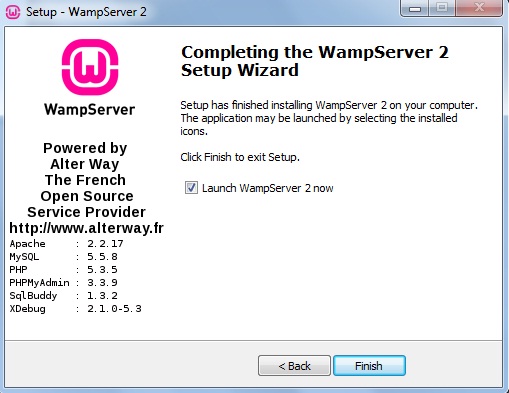 Setup - WampServer 2
WampServer
Powered by
Alter Way
The French
Open Source
Service Provider
http://www.alterway.fr
Apache : 2.2.17
MySQL : 5.5.8
PHP : 5.3.5
PHPMyAdmin : 3.3.9
SqlBuddy : 1.3.2
XDebug : 2.1.0-5.3
Completing the WampServer 2
Setup Wizard
Setup has finished installing WampServer 2 on your computer.
The application may be launched by selecting the installed
icons.
Click Finish to exit Setup.
Launch WampServer 2 now
< Back
Finish